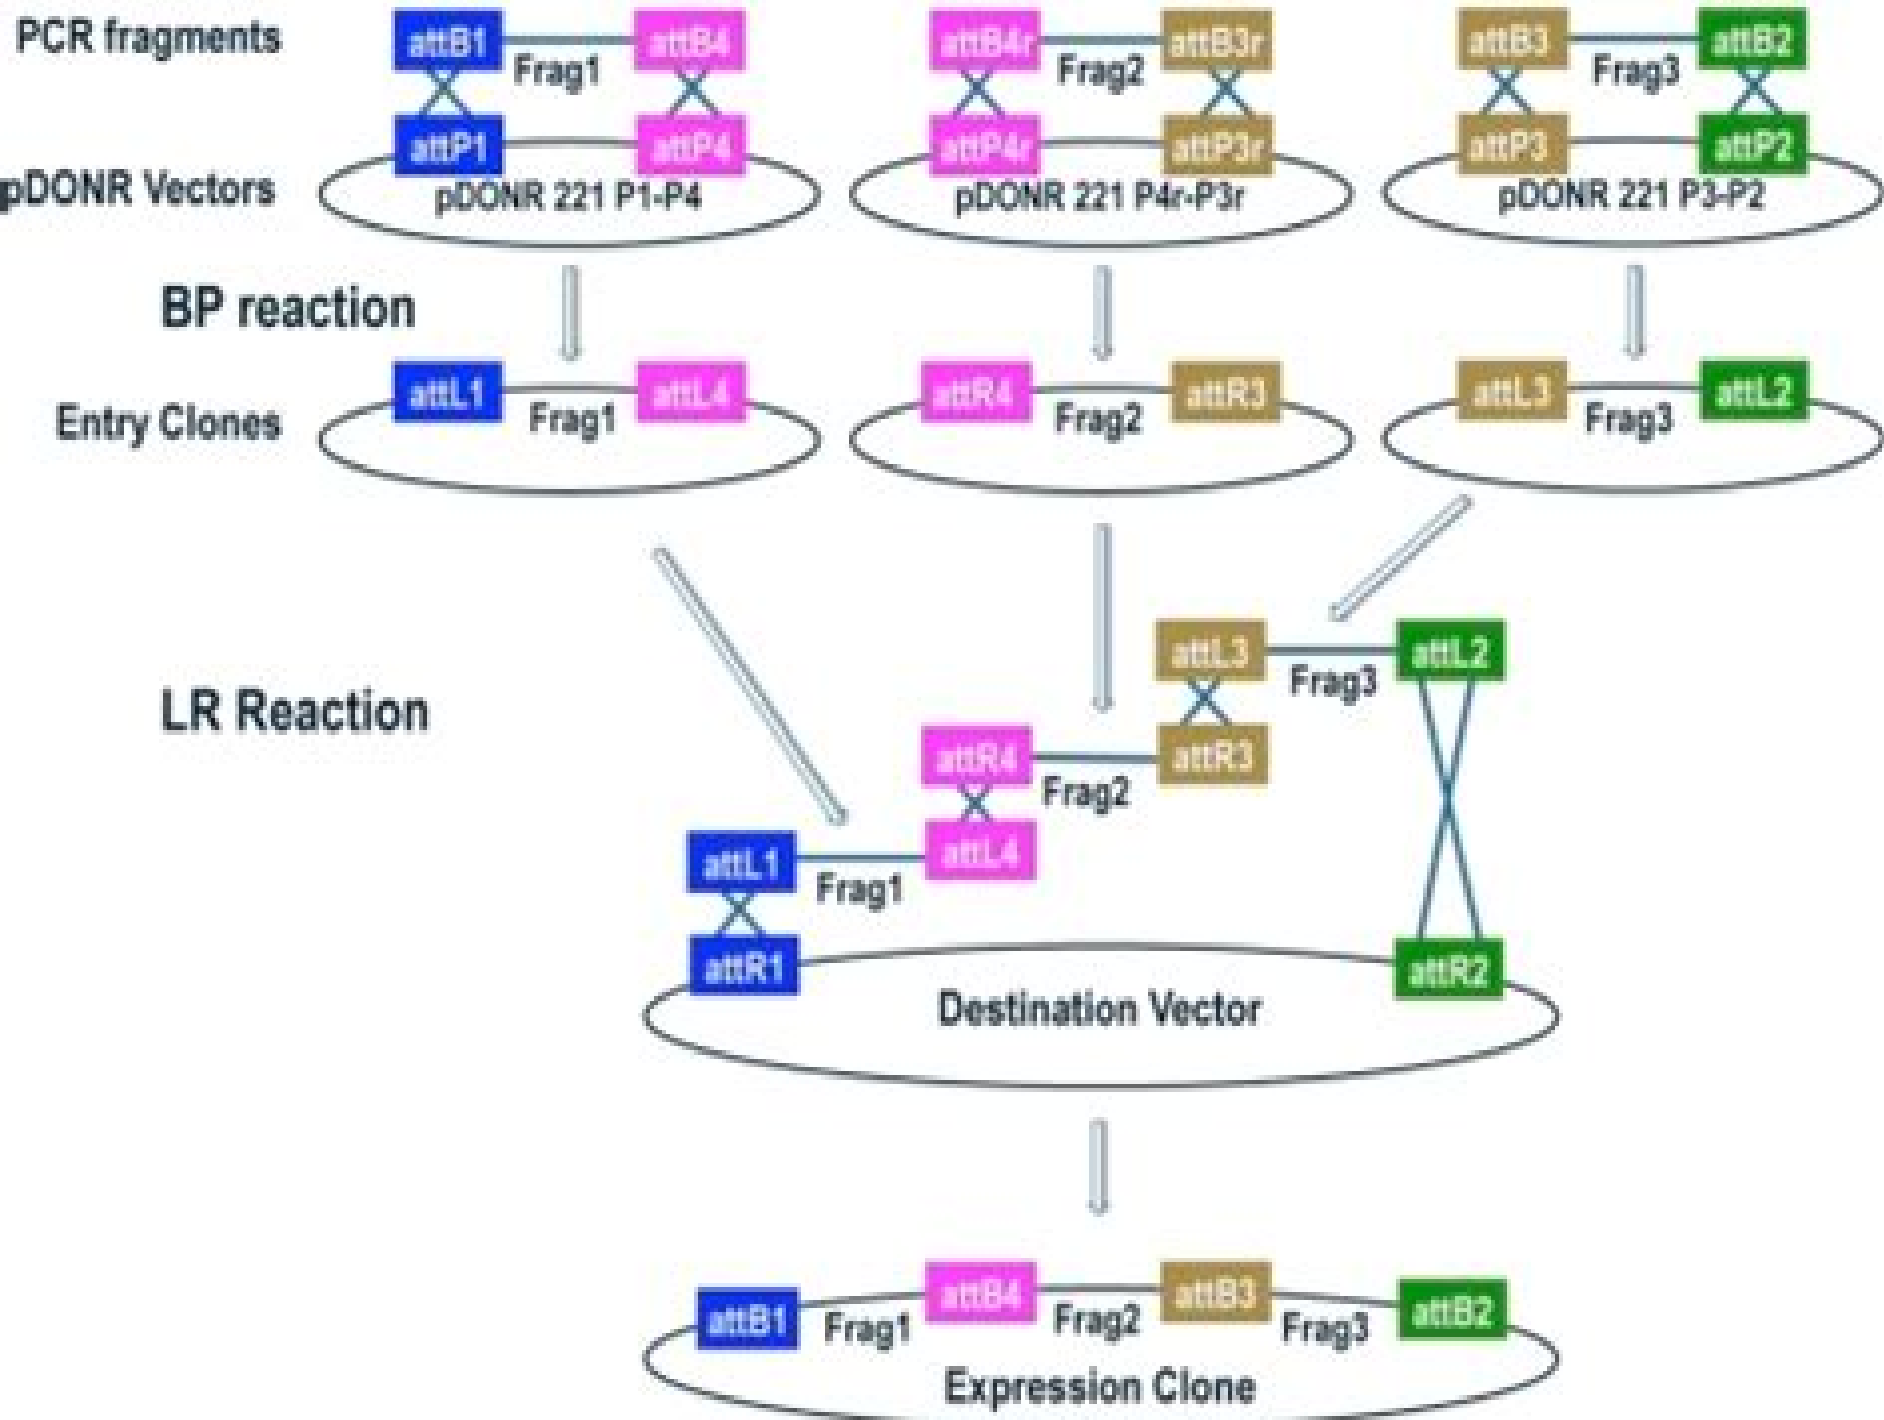 PCR fragments
attB1
Frag1
attB4
attB4r
Frag2
attB3r
attB3
Frag3
attB2
pDONR Vectors
attP1
attP4
pDONR 221 P1-P4
attP4r
attP3r
pDONR 221 P4r-P3r
attP3
attP2
pDONR 221 P3-P2
BP reaction
Entry Clones
attL1
Frag1
attL4
attR4
Frag2
attR3
attL3
Frag3
attL2
LR Reaction
attL3
Frag3
attL2
attR4
Frag2
attR3
attL1
Frag1
attL4
attR1
attR2
Destination Vector
attB1
Frag1
attB4
Frag2
attB3
Frag3
attB2
Expression Clone